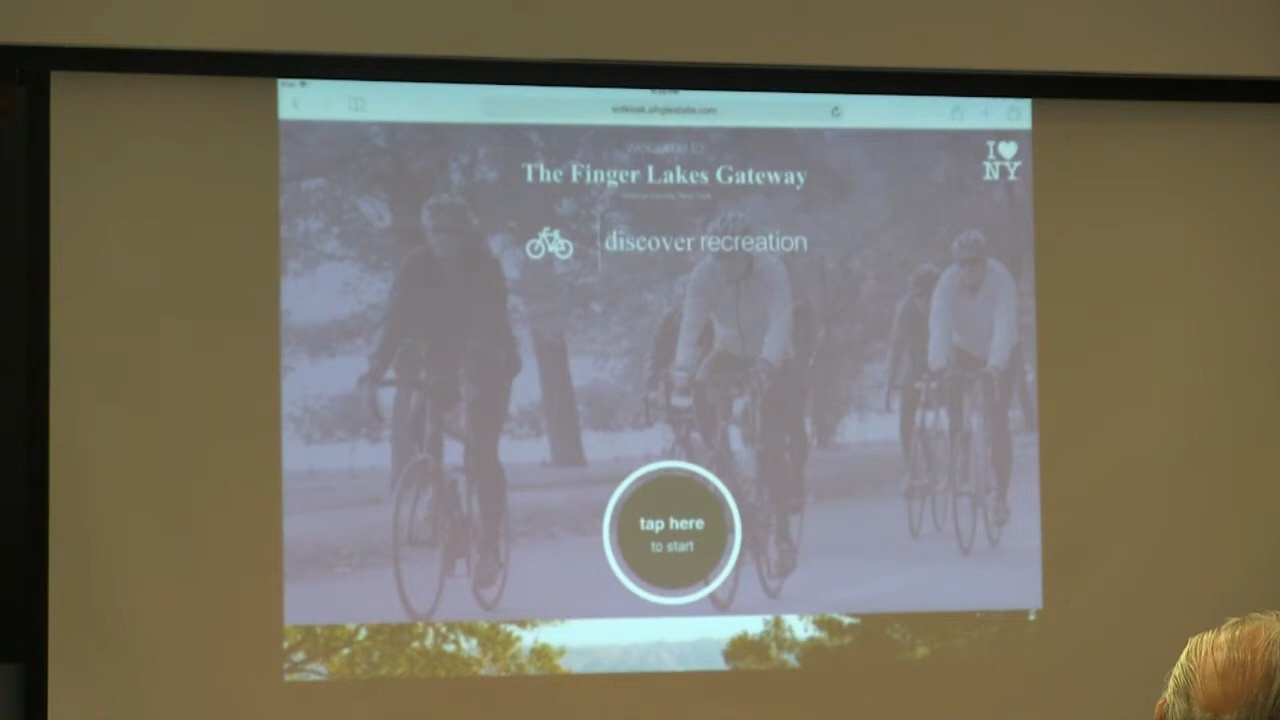 welcome to
The Finger Lakes Gateway
discover recreation
I
NY
tap here
to start